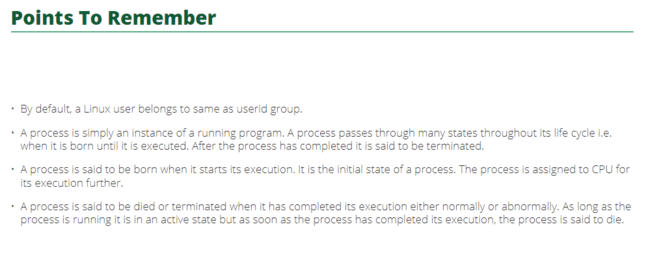 Points To Remember
• By default, a Linux user belongs to same as userid group.
• A process is simply an instance of a running program. A process passes through many states throughout its life cycle i.e.
when it is born until it is executed. After the process has completed it is said to be terminated.
• A process is said to be born when it starts its execution. It is the initial state of a process. The process is assigned to CPU for
its execution further.
• A process is said to be died or terminated when it has completed its execution either normally or abnormally. As long as the
process is running it is in an active state but as soon as the process has completed its execution, the process is said to die.